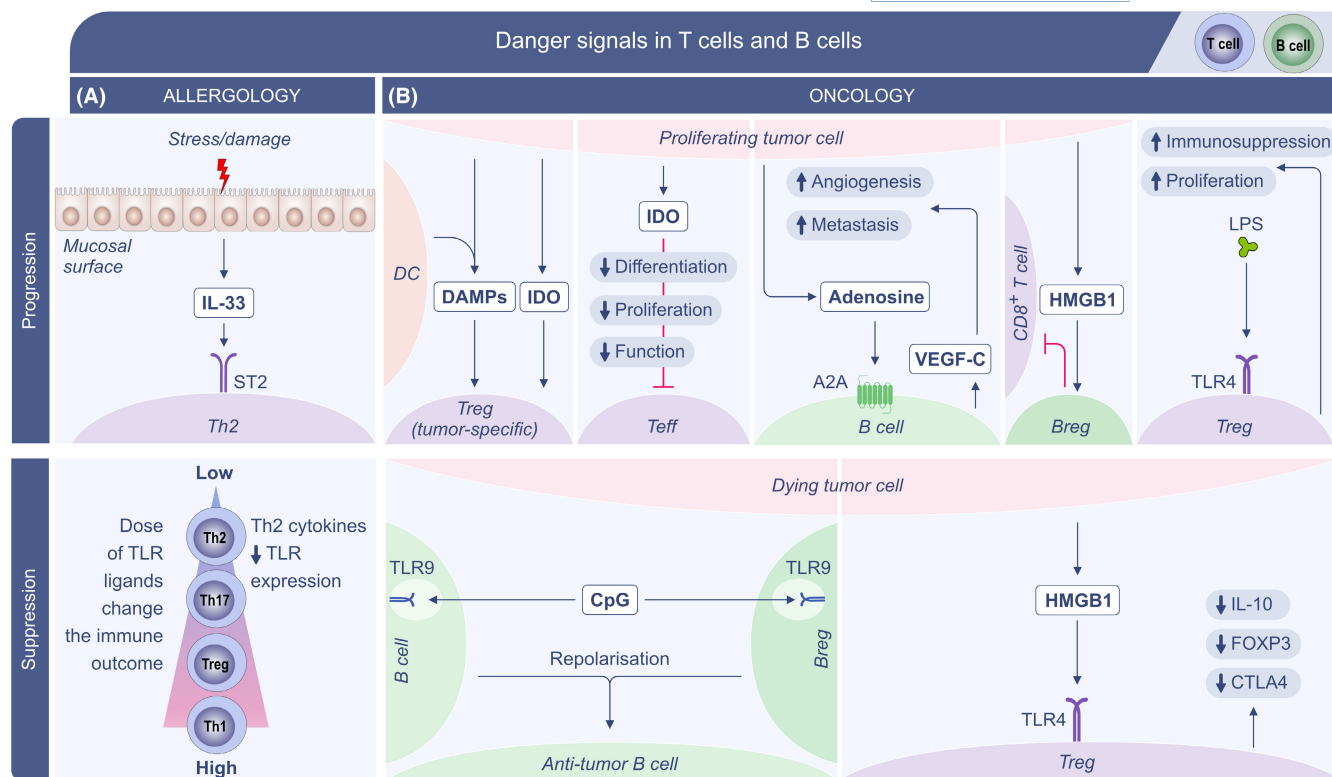 Danger signals in T cells and B cells
T cell
B cell
(A)
ALLERGOLOGY
(B)
ONCOLOGY
Progression
Stress/damage
Mucosal
surface
IL-33
ST2
Th2
Proliferating tumor cell
DC
DAMPs
IDO
Treg
(tumor-specific)
IDO
Differentiation
Proliferation
Function
Teff
Angiogenesis
Metastasis
Adenosine
VEGF-C
A2A
B cell
CD8+ T cell
HMGB1
Breg
Immunosuppression
Proliferation
LPS
TLR4
Treg
Suppression
Low
Dose
of TLR
ligands
change
the immune
outcome
Th2
Th17
Treg
Th1
High
Th2 cytokines
TLR
expression
Dying tumor cell
TLR9
B cell
CpG
TLR9
Breg
Repolarisation
Anti-tumor B cell
HMGB1
TLR4
Treg
IL-10
FOXP3
CTLA4